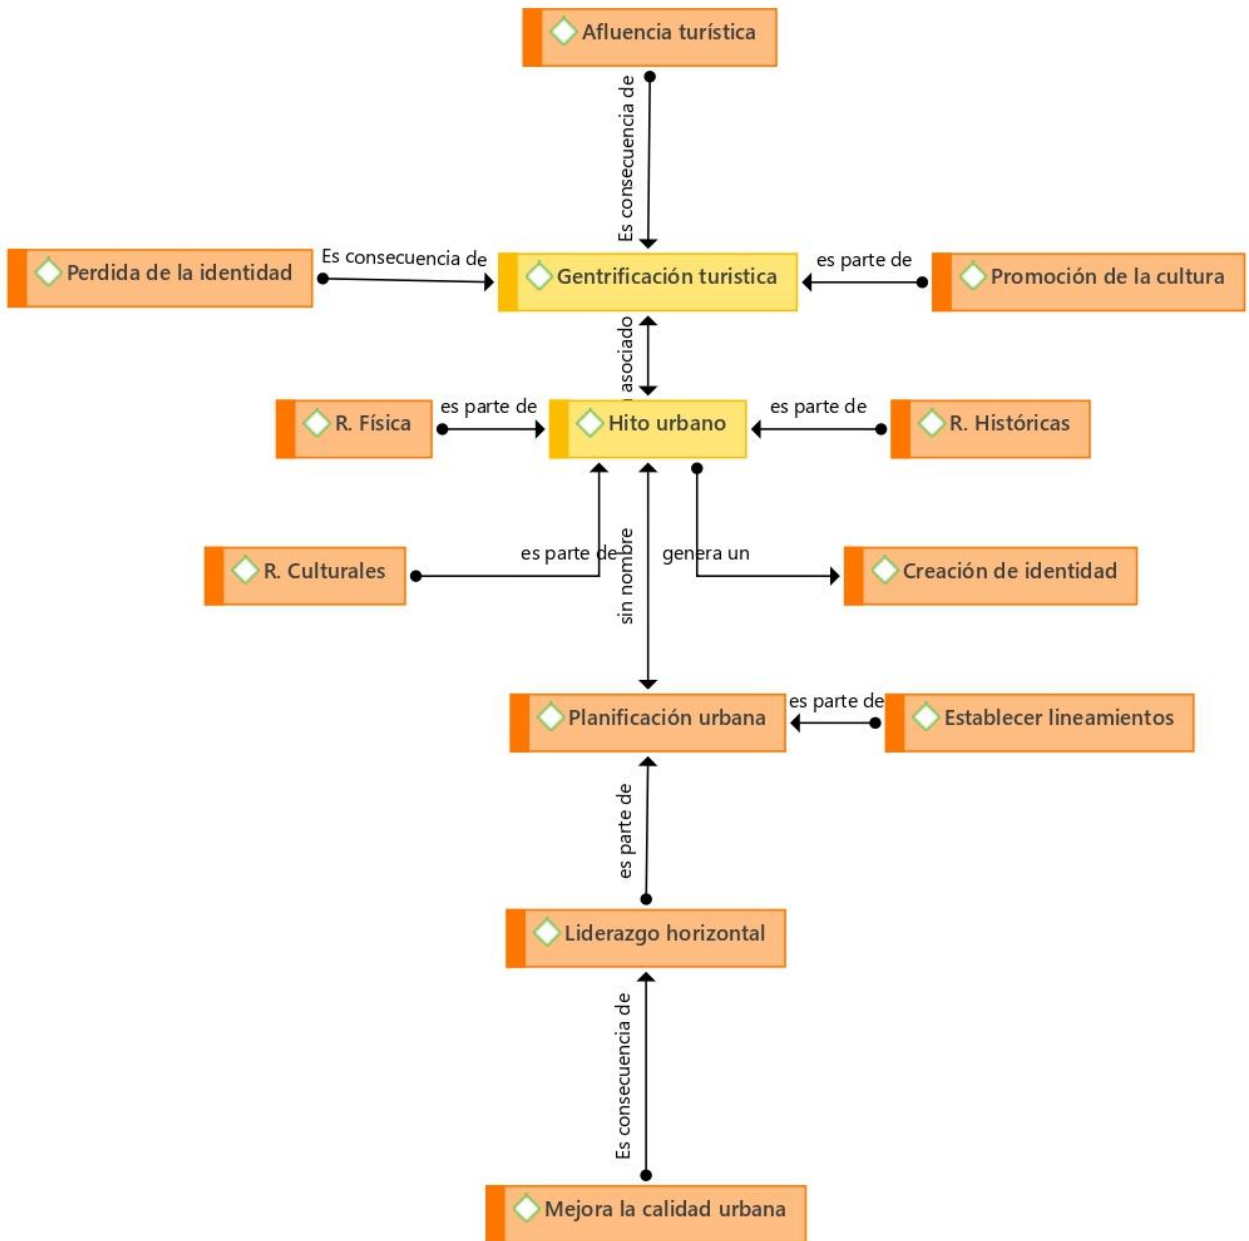 Afluencia turística
Es consecuencia de
Perdida de la identidad
Es consecuencia de
Gentrificación turistica
es parte de
Promoción de la cultura
asociado
R. Física
es parte de
Hito urbano
es parte de
R. Históricas
R. Culturales
es parte de
sin nombre
genera un
Creación de identidad
Planificación urbana
es parte de
Establecer lineamientos
es parte de
Liderazgo horizontal
Es consecuencia de
Mejora la calidad urbana